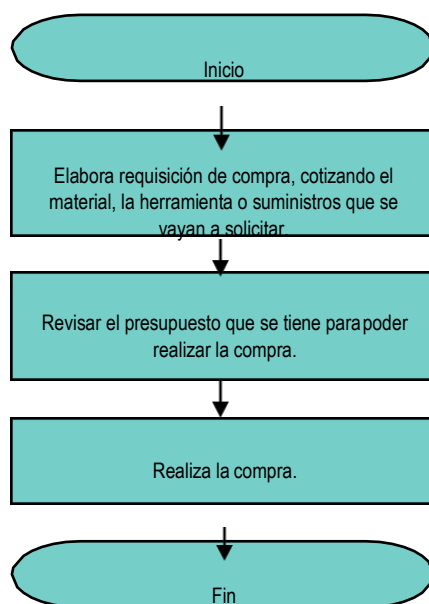 Inicio
Elabora requisición de compra, cotizando el
material, la herramienta o suministros que se
vayan a solicitar.
Revisar el presupuesto que se tiene para poder
realizar la compra.
Realiza la compra.
Fin